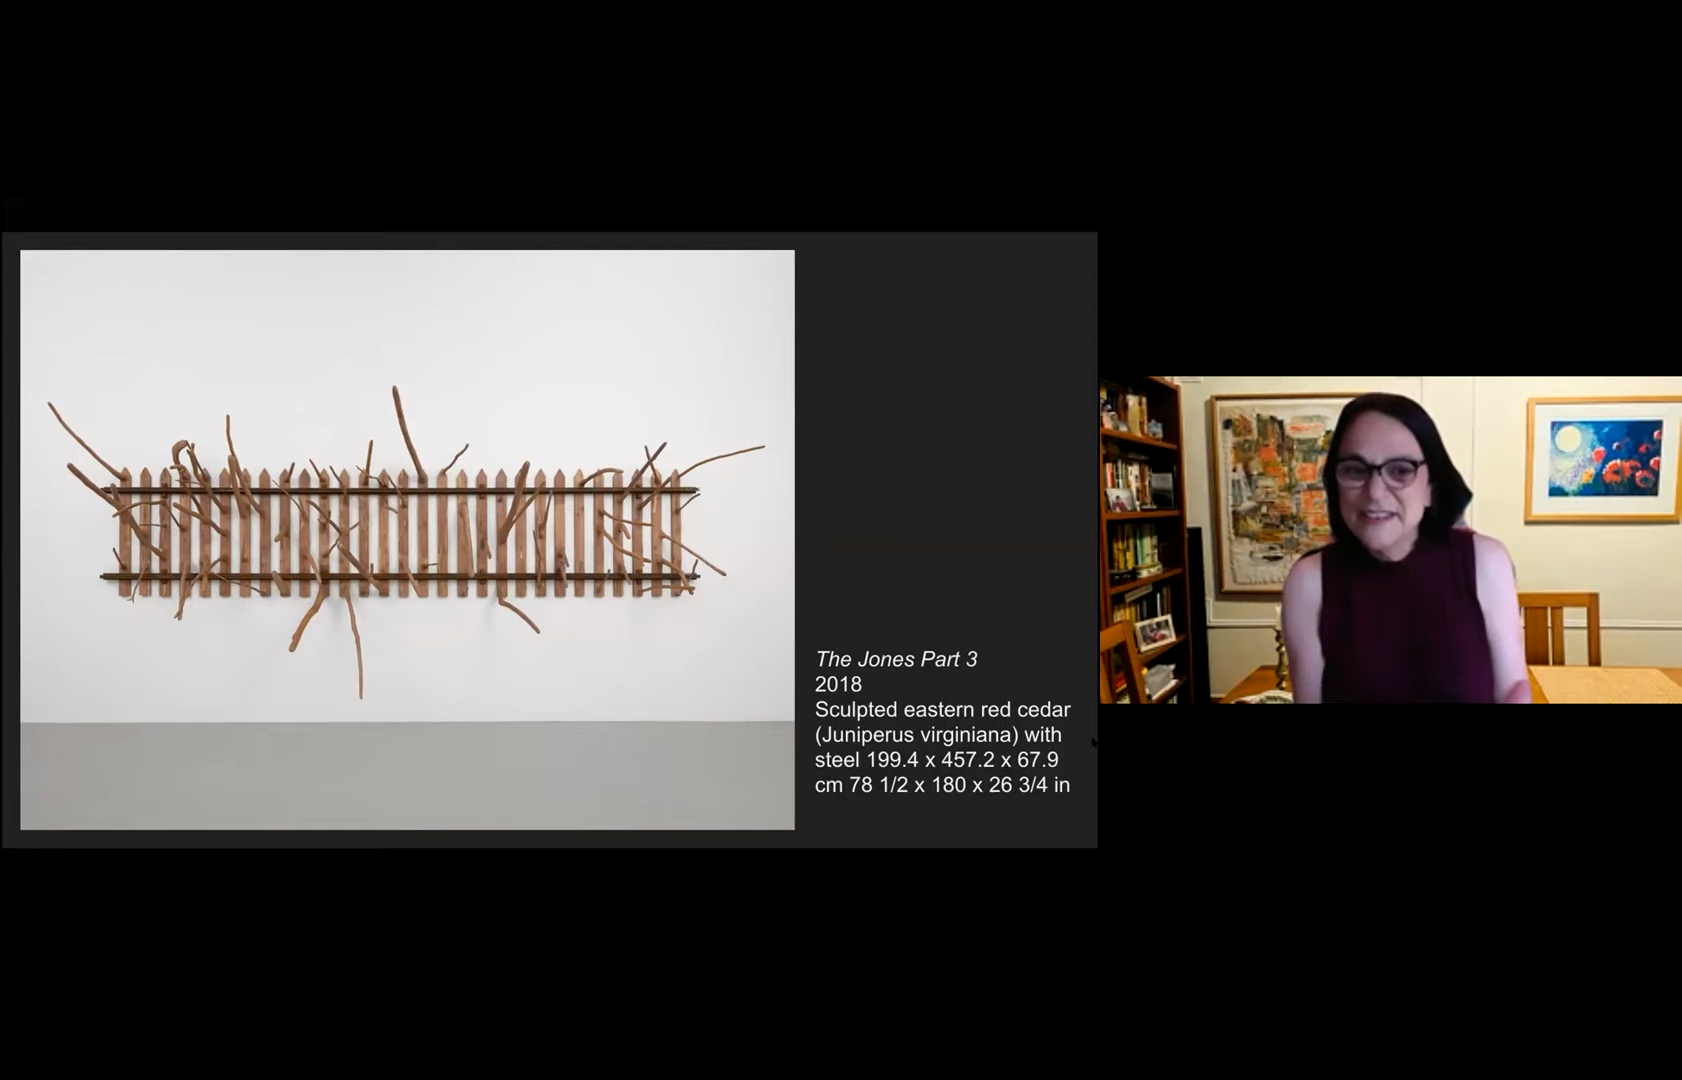 The Jones Part 3
2018
Sculpted eastern red cedar
(Juniperus virginiana) with
steel 199.4 x 457.2 x 67.9
cm 78 1/2 x 180 x 26 3/4 in